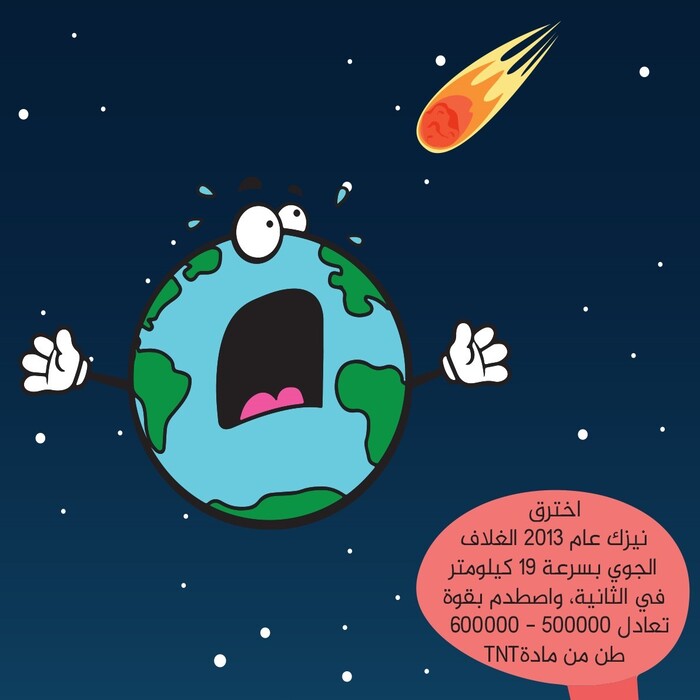 اخترق
نيزك عام 2013 الغلاف
الجوي بسرعة 19 كيلومتر
في الثانية، واصطدم بقوة
تعادل 500000 - 600000
طن من مادةTNT